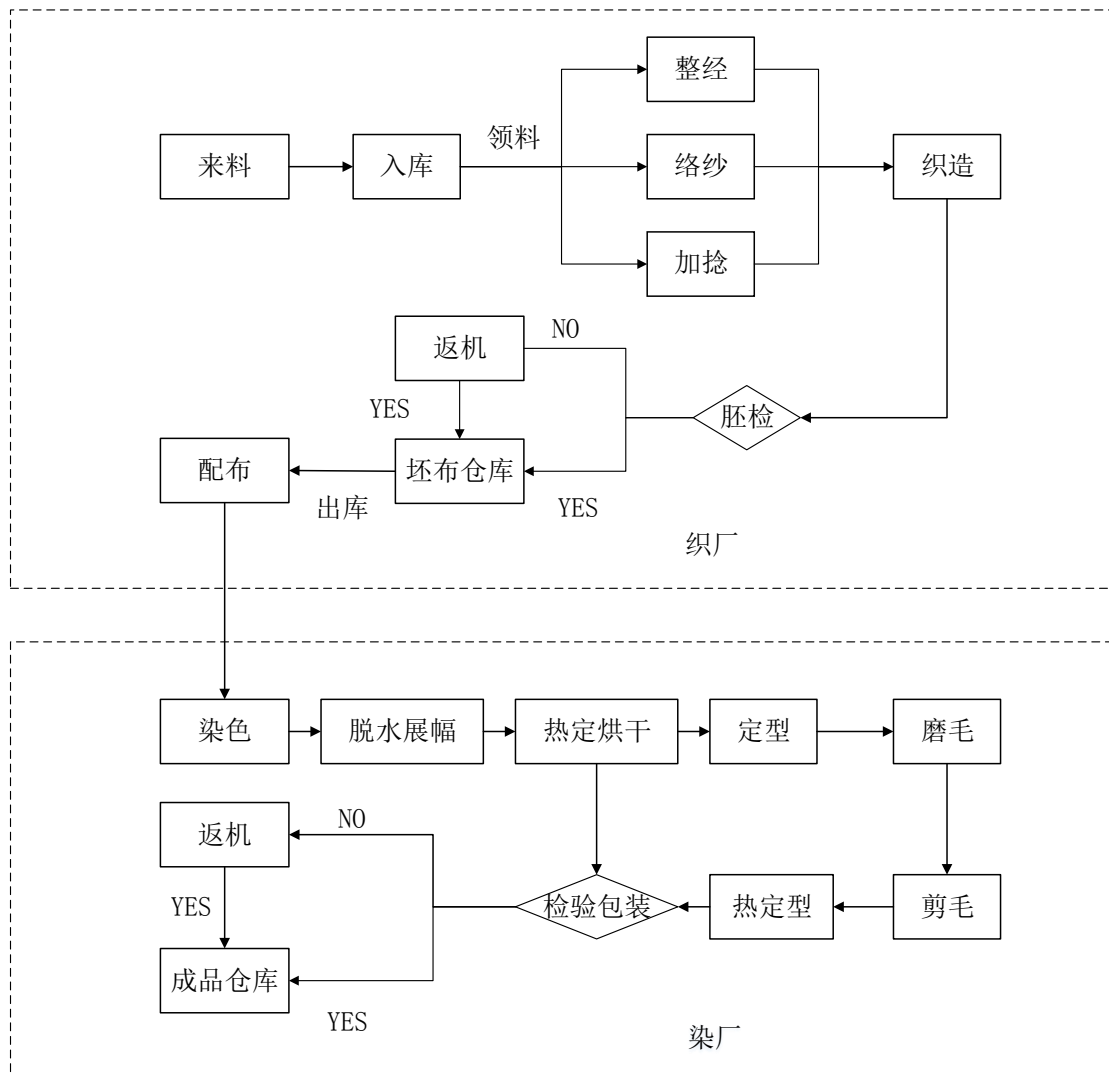 整经
领料
来料
入库
络纱
织造
加捻
返机
NO
YES
胚检
配布
坯布仓库
出库
YES
织厂
染色
脱水展幅
热定烘干
定型
磨毛
返机
NO
YES
检验包装
热定型
剪毛
成品仓库
YES
染厂